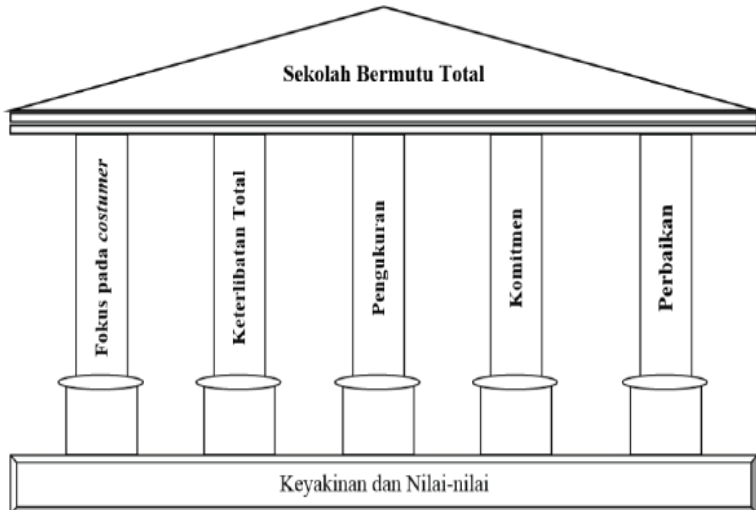 Sekolah Bermutu Total
Fokus pada costumer
Keterlibatan Total
Pengukuran
Komitmen
Perbaikan
Keyakinan dan Nilai-nilai